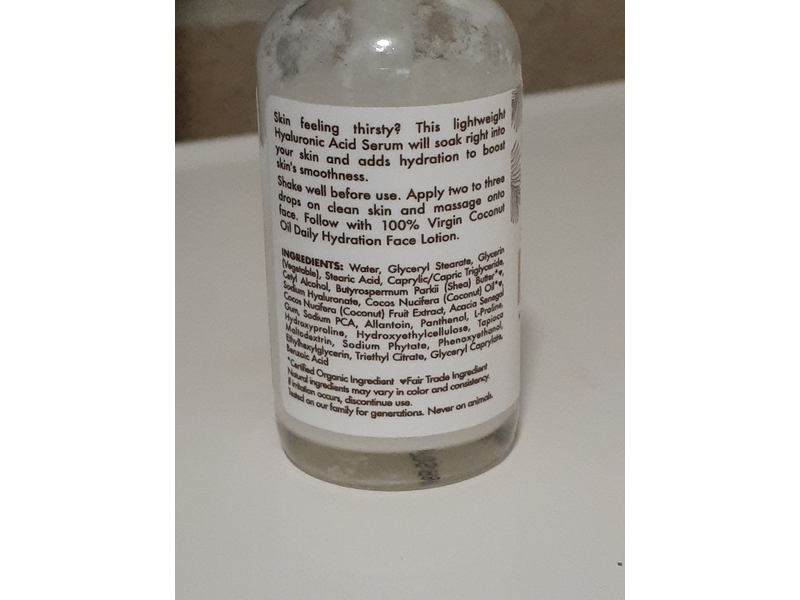 Skin feeling thirsty? This lightweight
Hyaluronic Acid Serum will soak right into
your skin and adds hydration to boost
skin's smoothness.
Shake well before use. Apply two to three
drops on clean skin and massage onto
face. Follow with 100% Virgin Coconut
Oil Daily Hydration Face Lotion.
INGREDIENTS: Water, Glyceryl Stearate, Glycerin
(Vegetable), Stearic Acid, Caprylic/Capric Triglyceride,
Cetyl Alcohol, Butyrospermum Parkii (Shea) Butter*♥,
Sodium Hyaluronate, Cocos Nucifera (Coconut) Oil*♥,
Cocos Nucifera (Coconut) Fruit Extract, Acacia Senegal
Gum, Sodium PCA, Allantoin, Panthenol, L-Proline,
Hydroxyproline, Hydroxyethylcellulose, Tapioca
Maltodextrin, Sodium Phytate, Phenoxyethanol,
Ethylhexylglycerin, Triethyl Citrate, Glyceryl Caprylate,
Benzoic Acid
*Certified Organic Ingredient ♥Fair Trade Ingredient
Natural ingredients may vary in color and consistency.
If irritation occurs, discontinue use.
Tested on our family for generations. Never on animals.